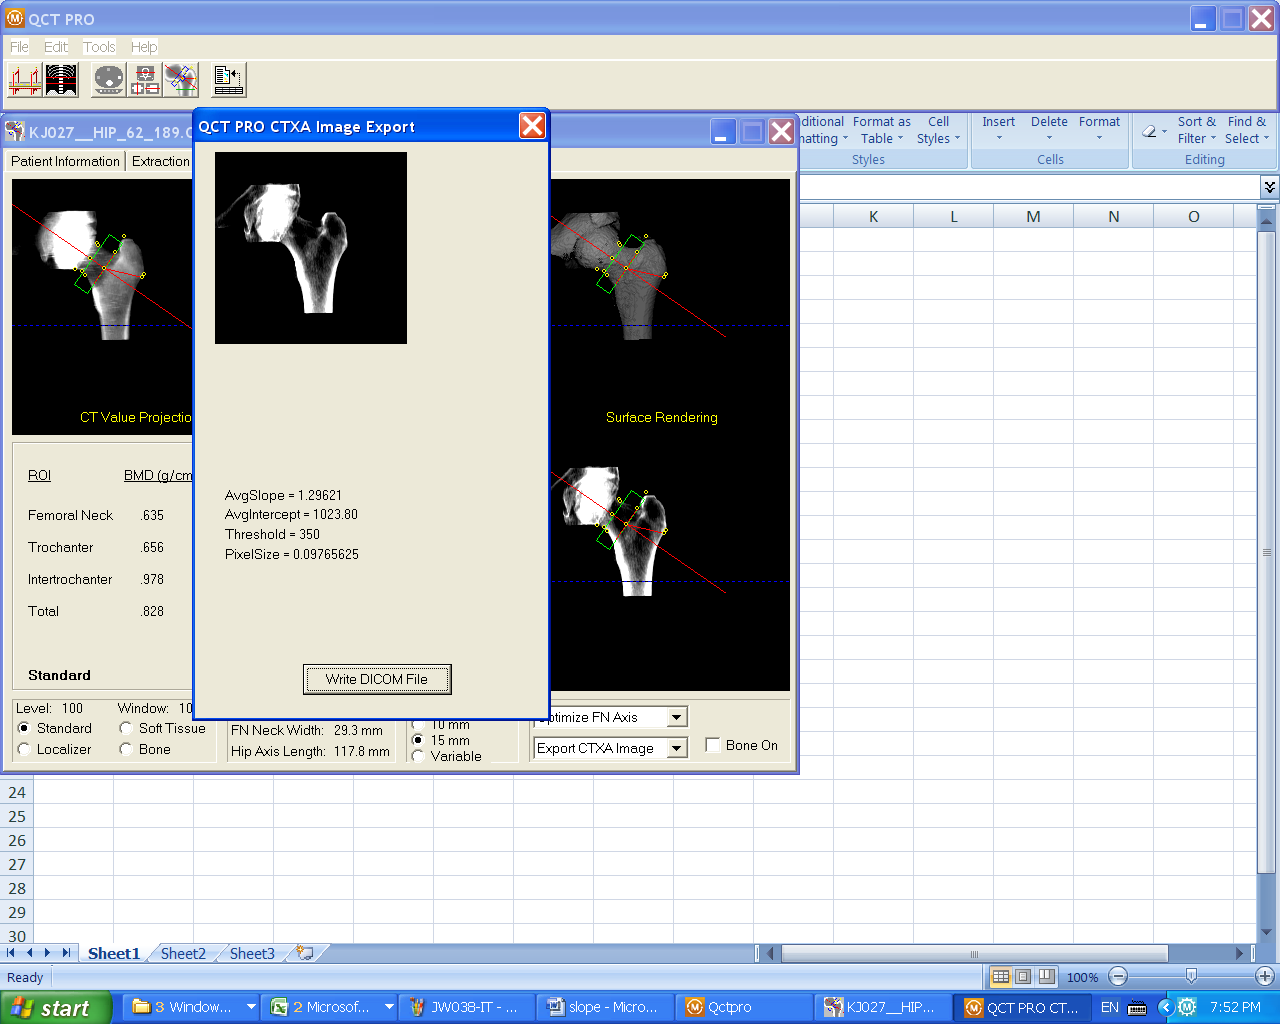 QCT PRO
File Edit Tools Help
KJ027__HIP_62_189.
QCT PRO CTXA Image Export
Patient Information Extraction
Insert Delete Format
Format as Table
Cell Styles
Sort & Filter
Find & Select
Styles Cells Editing
K L M N O
CT Value Projectio
Surface Rendering
ROI BMD (g/cm
Femoral Neck .635
Trochanter .656
Intertrochanter .978
Total .828
Standard
AvgSlope = 1.29621
AvgIntercept = 1023.80
Threshold = 350
PixelSize = 0.09765625
Write DICOM File
Level: 100 Window: 10
Standard Soft Tissue
Localizer Bone
FN Neck Width: 29.3 mm
Hip Axis Length: 117.8 mm
10 mm
15 mm
Variable
Optimize FN Axis
Export CTXA Image
Bone On
24
25
26
27
28
29
30
Sheet1 Sheet2 Sheet3
Ready 100%
start 3 Window... 2 Microsof... JW038-IT - ... slope - Micro... Qctpro KJ027__HIP... QCT PRO CT... EN 7:52 PM